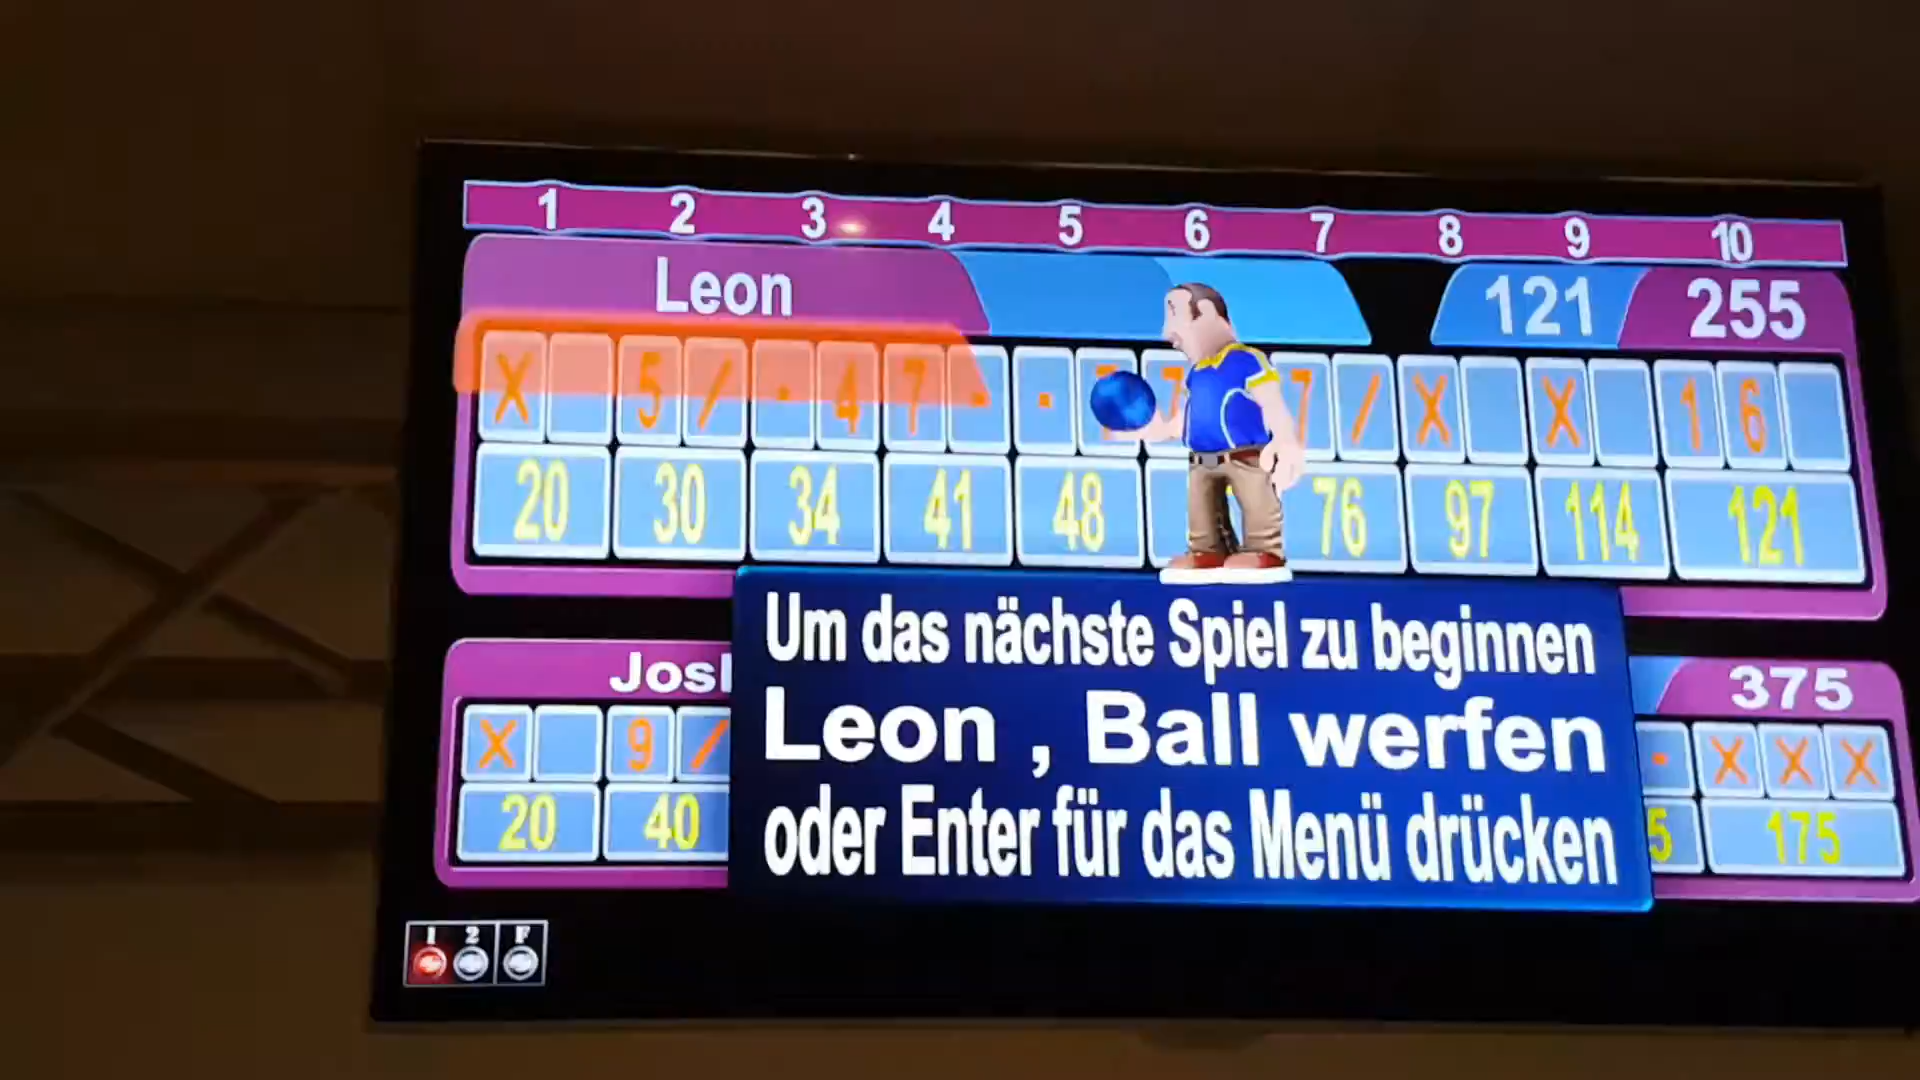 1 2 3 4 5 6 7 8 9 10
Leon 121 255
X 5 / - 4 7 - - 7 7 / X X 1 6
20 30 34 41 48 76 97 114 121
375
X 9 / - X X X
20 40 5 175
Um das nächste Spiel zu beginnen
Leon , Ball werfen
oder Enter für das Menü drücken
1 2 F